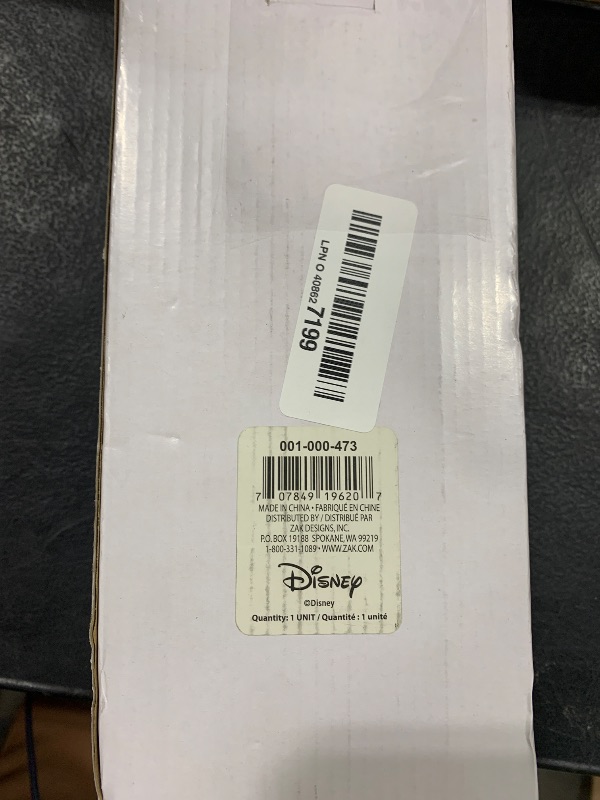 LPN O 408627199
001-000-473
7 07849 19620 7
MADE IN CHINA • FABRIQUÉ EN CHINE
DISTRIBUTED BY / DISTRIBUÉ PAR
ZAK DESIGNS, INC.
P.O. BOX 19188 SPOKANE, WA 99219
1-800-331-1089 • WWW.ZAK.COM
DISNEY
©Disney
Quantity: 1 UNIT / Quantité : 1 unité